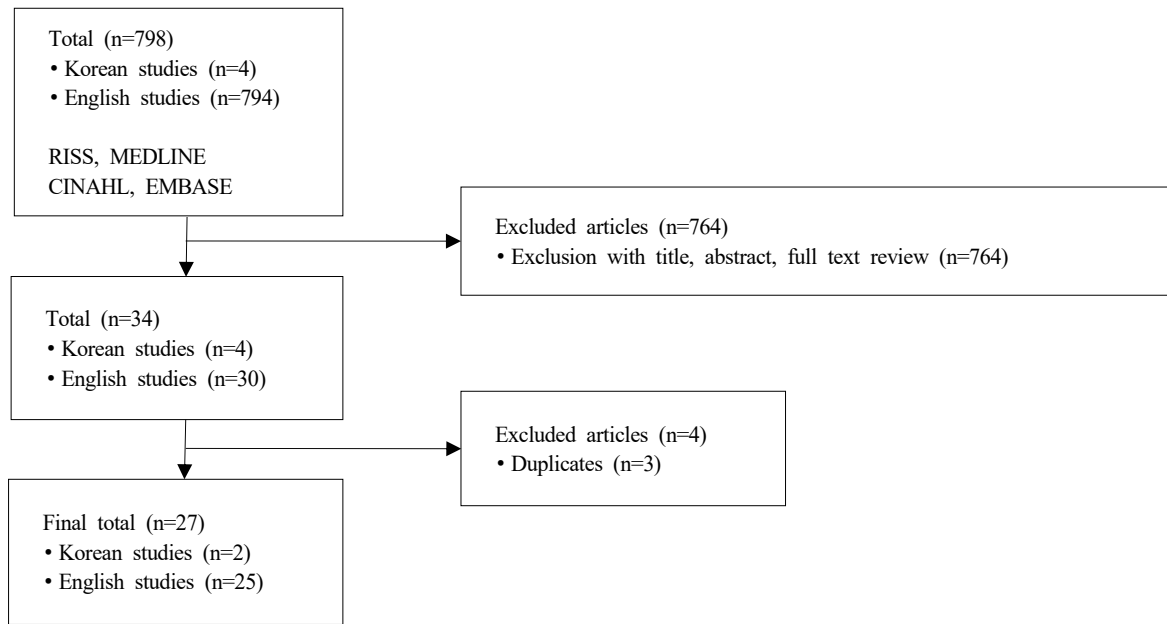 Total (n=798)
• Korean studies (n=4)
• English studies (n=794)
RISS, MEDLINE
CINAHL, EMBASE
Excluded articles (n=764)
• Exclusion with title, abstract, full text review (n=764)
Total (n=34)
• Korean studies (n=4)
• English studies (n=30)
Excluded articles (n=4)
• Duplicates (n=3)
Final total (n=27)
• Korean studies (n=2)
• English studies (n=25)